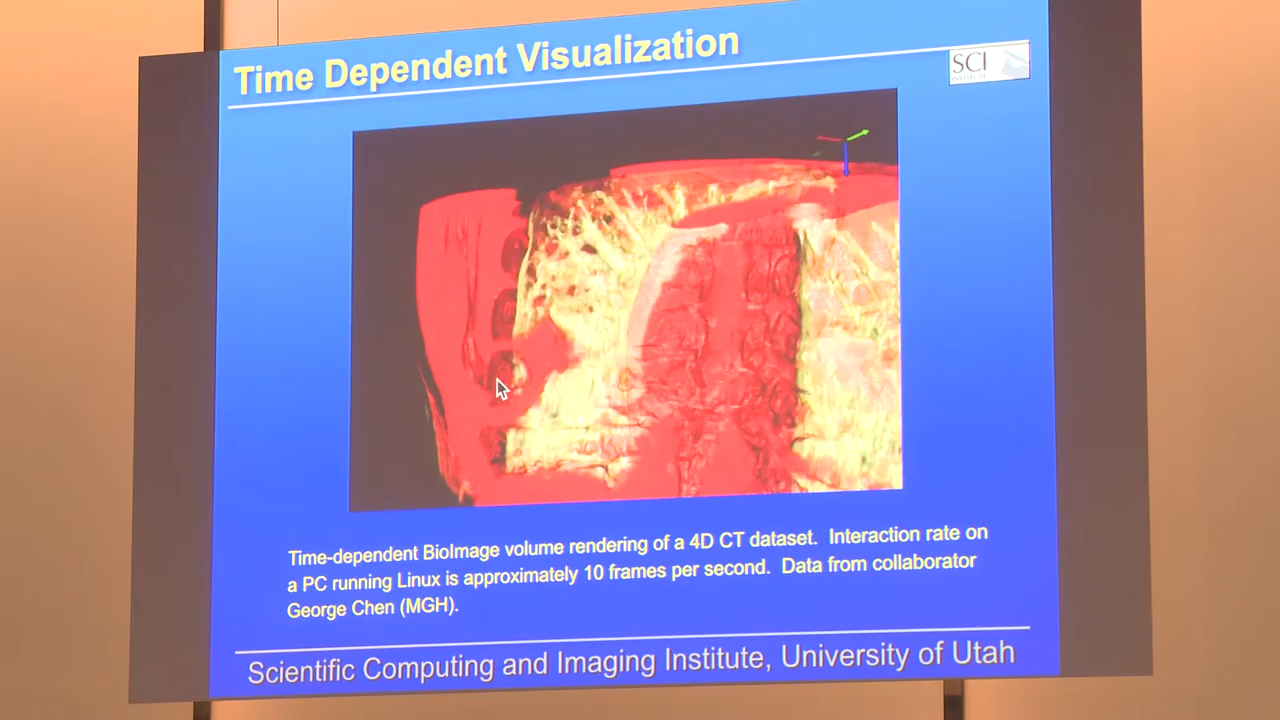 Time Dependent Visualization
SCI
INSTITUTE
Time-dependent BioImage volume rendering of a 4D CT dataset. Interaction rate on
a PC running Linux is approximately 10 frames per second. Data from collaborator
George Chen (MGH).
Scientific Computing and Imaging Institute, University of Utah